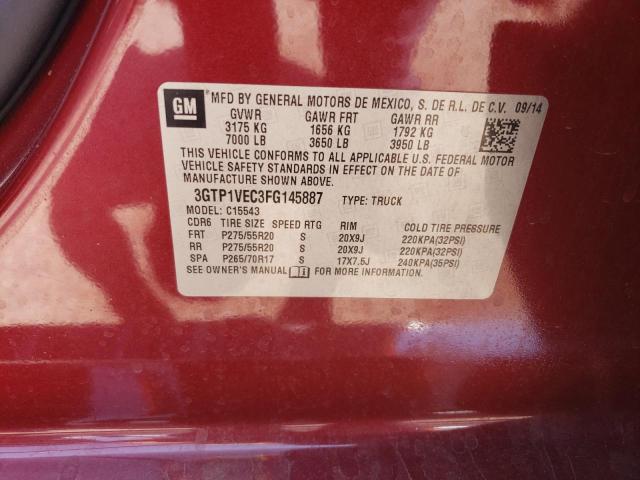 GM
MFD BY GENERAL MOTORS DE MEXICO, S. DE R.L. DE C.V. 09/14
GVWR GAWR FRT GAWR RR
3175 KG 1656 KG 1792 KG
7000 LB 3650 LB 3950 LB
THIS VEHICLE CONFORMS TO ALL APPLICABLE U.S. FEDERAL MOTOR
VEHICLE SAFETY STANDARDS IN EFFECT ON THE DATE OF
MANUFACTURE SHOWN ABOVE.
3GTP1VEC3FG145887 TYPE: TRUCK
MODEL: C15543
CDR6 TIRE SIZE SPEED RTG RIM COLD TIRE PRESSURE
FRT P275/55R20 S 20X9J 220KPA(32PSI)
RR P275/55R20 S 20X9J 220KPA(32PSI)
SPA P265/70R17 S 17X7.5J 240KPA(35PSI)
SEE OWNER'S MANUAL FOR MORE INFORMATION